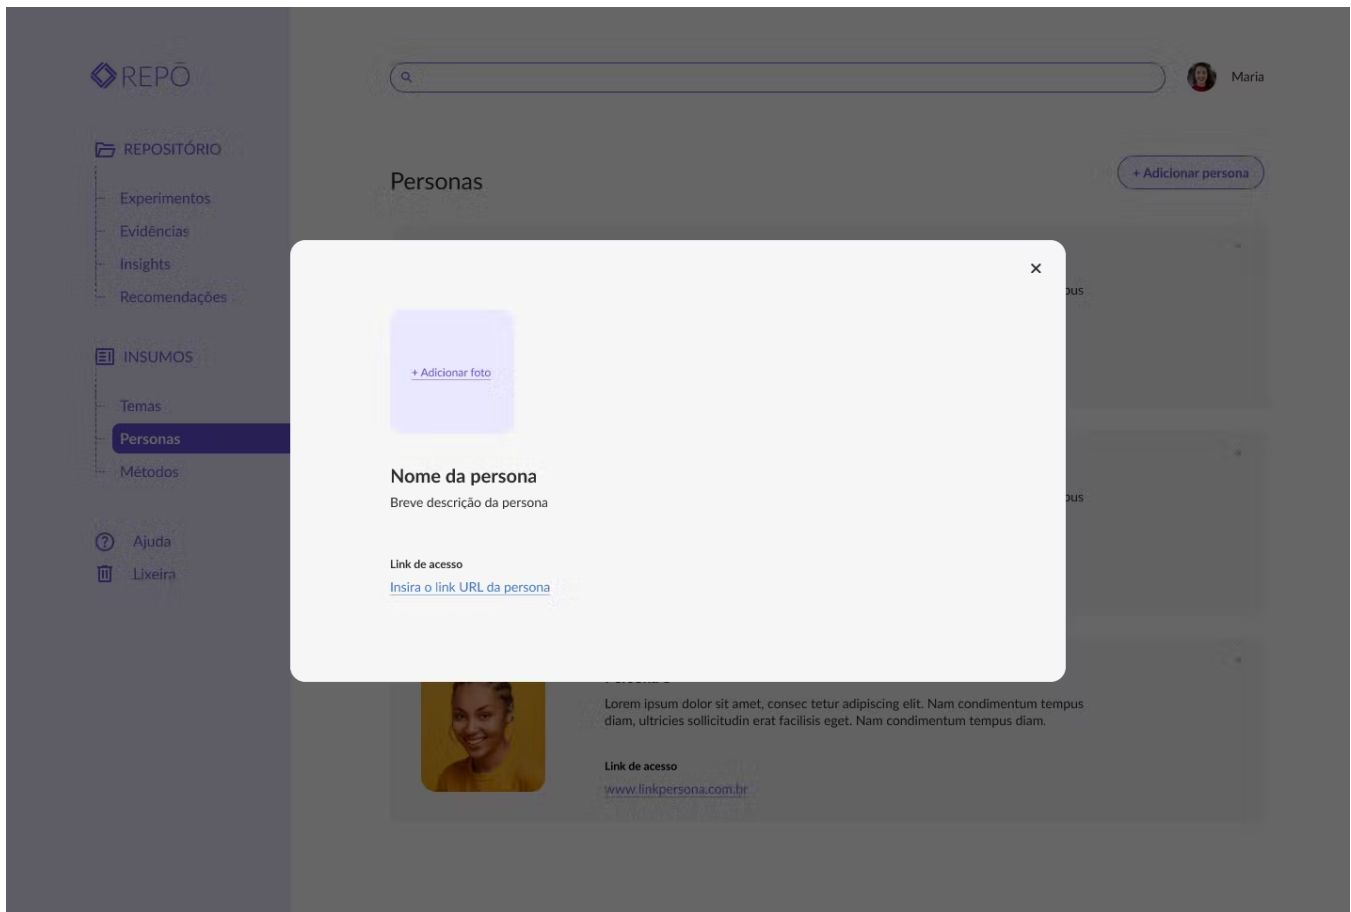 REPŌ
Maria
REPOSITÓRIO
Experimentos
Evidências
Insights
Recomendações
INSUMOS
Temas
Personas
Métodos
Ajuda
Lixeira
Personas
+ Adicionar persona
+ Adicionar foto
Nome da persona
Breve descrição da persona
Link de acesso
Insira o link URL da persona
Lorem ipsum dolor sit amet, consec tetur adipiscing elit. Nam condimentum tempus
diam, ultricies sollicitudin erat facilisis eget. Nam condimentum tempus diam.
Link de acesso
www.linkpersona.com.br